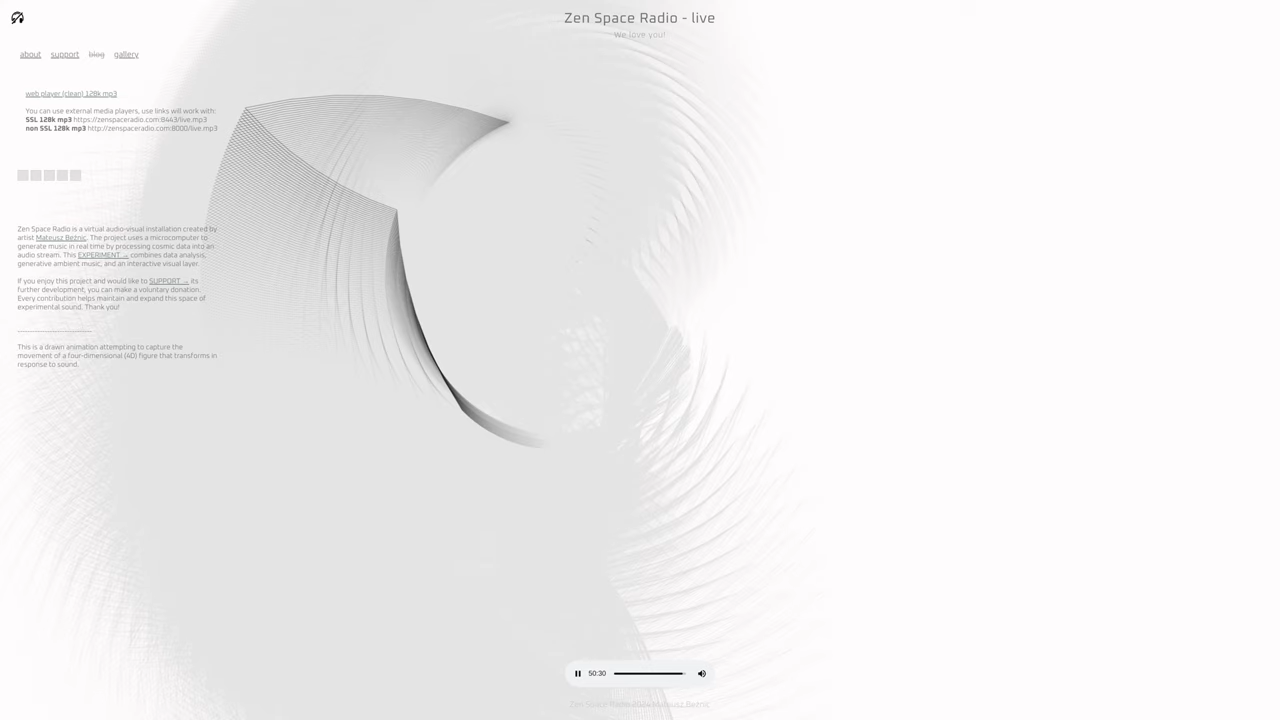 Zen Space Radio - live
We love you!
about support blog gallery
web player (clean) 128k mp3
You can use external media players, use links will work with:
SSL 128k mp3 https://zenspaceradio.com:8443/live.mp3
non SSL 128k mp3 http://zenspaceradio.com:8000/live.mp3
Zen Space Radio is a virtual audio-visual installation created by
artist Mateusz Bežnic. The project uses a microcomputer to
generate music in real time by processing cosmic data into an
audio stream. This EXPERIMENT → combines data analysis,
generative ambient music, and an interactive visual layer.
If you enjoy this project and would like to SUPPORT → its
further development, you can make a voluntary donation.
Every contribution helps maintain and expand this space of
experimental sound. Thank you!
This is a drawn animation attempting to capture the
movement of a four-dimensional (4D) figure that transforms in
response to sound.
50:30
Zen Space Radio 2024 Mateusz Bežnic